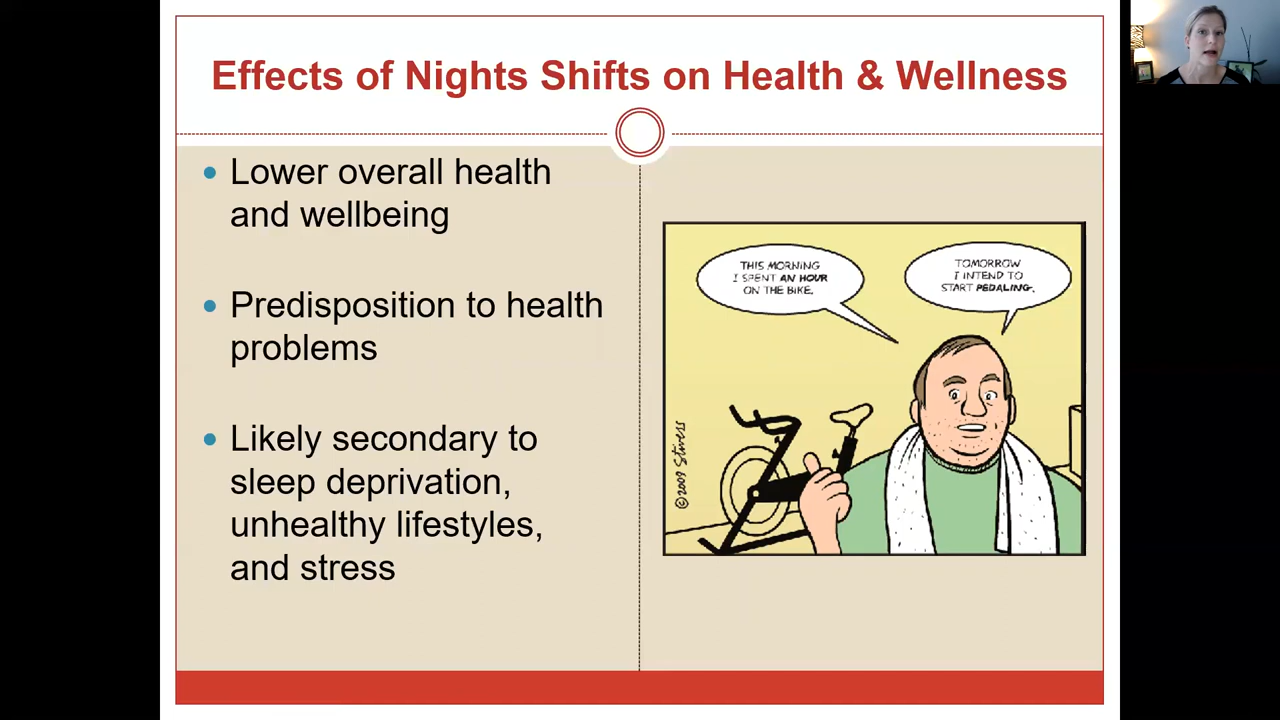 Effects of Nights Shifts on Health & Wellness
• Lower overall health
and wellbeing
• Predisposition to health
problems
• Likely secondary to
sleep deprivation,
unhealthy lifestyles,
and stress
THIS MORNING
I SPENT AN HOUR
ON THE BIKE.
TOMORROW
I INTEND TO
START PEDALING.
©2009 Stivers